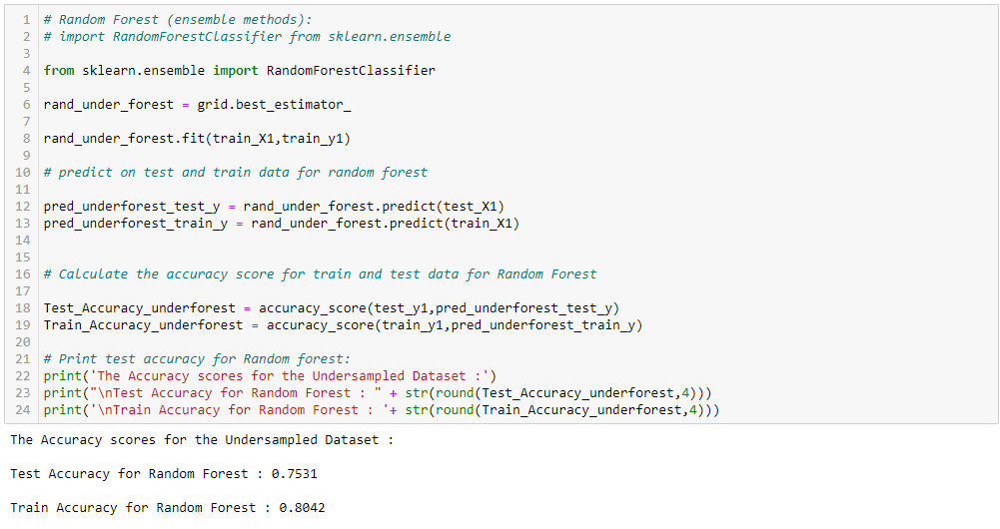 1 # Random Forest (ensemble methods):
2 # import RandomForestClassifier from sklearn.ensemble
3
4 from sklearn.ensemble import RandomForestClassifier
5
6 rand_under_forest = grid.best_estimator_
7
8 rand_under_forest.fit(train_X1,train_y1)
9
10 # predict on test and train data for random forest
11
12 pred_underforest_test_y = rand_under_forest.predict(test_X1)
13 pred_underforest_train_y = rand_under_forest.predict(train_X1)
14
15
16 # Calculate the accuracy score for train and test data for Random Forest
17
18 Test_Accuracy_underforest = accuracy_score(test_y1,pred_underforest_test_y)
19 Train_Accuracy_underforest = accuracy_score(train_y1,pred_underforest_train_y)
20
21 # Print test accuracy for Random forest:
22 print('The Accuracy scores for the Undersampled Dataset :')
23 print("\nTest Accuracy for Random Forest : " + str(round(Test_Accuracy_underforest,4)))
24 print('\nTrain Accuracy for Random Forest : '+ str(round(Train_Accuracy_underforest,4)))
The Accuracy scores for the Undersampled Dataset :
Test Accuracy for Random Forest : 0.7531
Train Accuracy for Random Forest : 0.8042